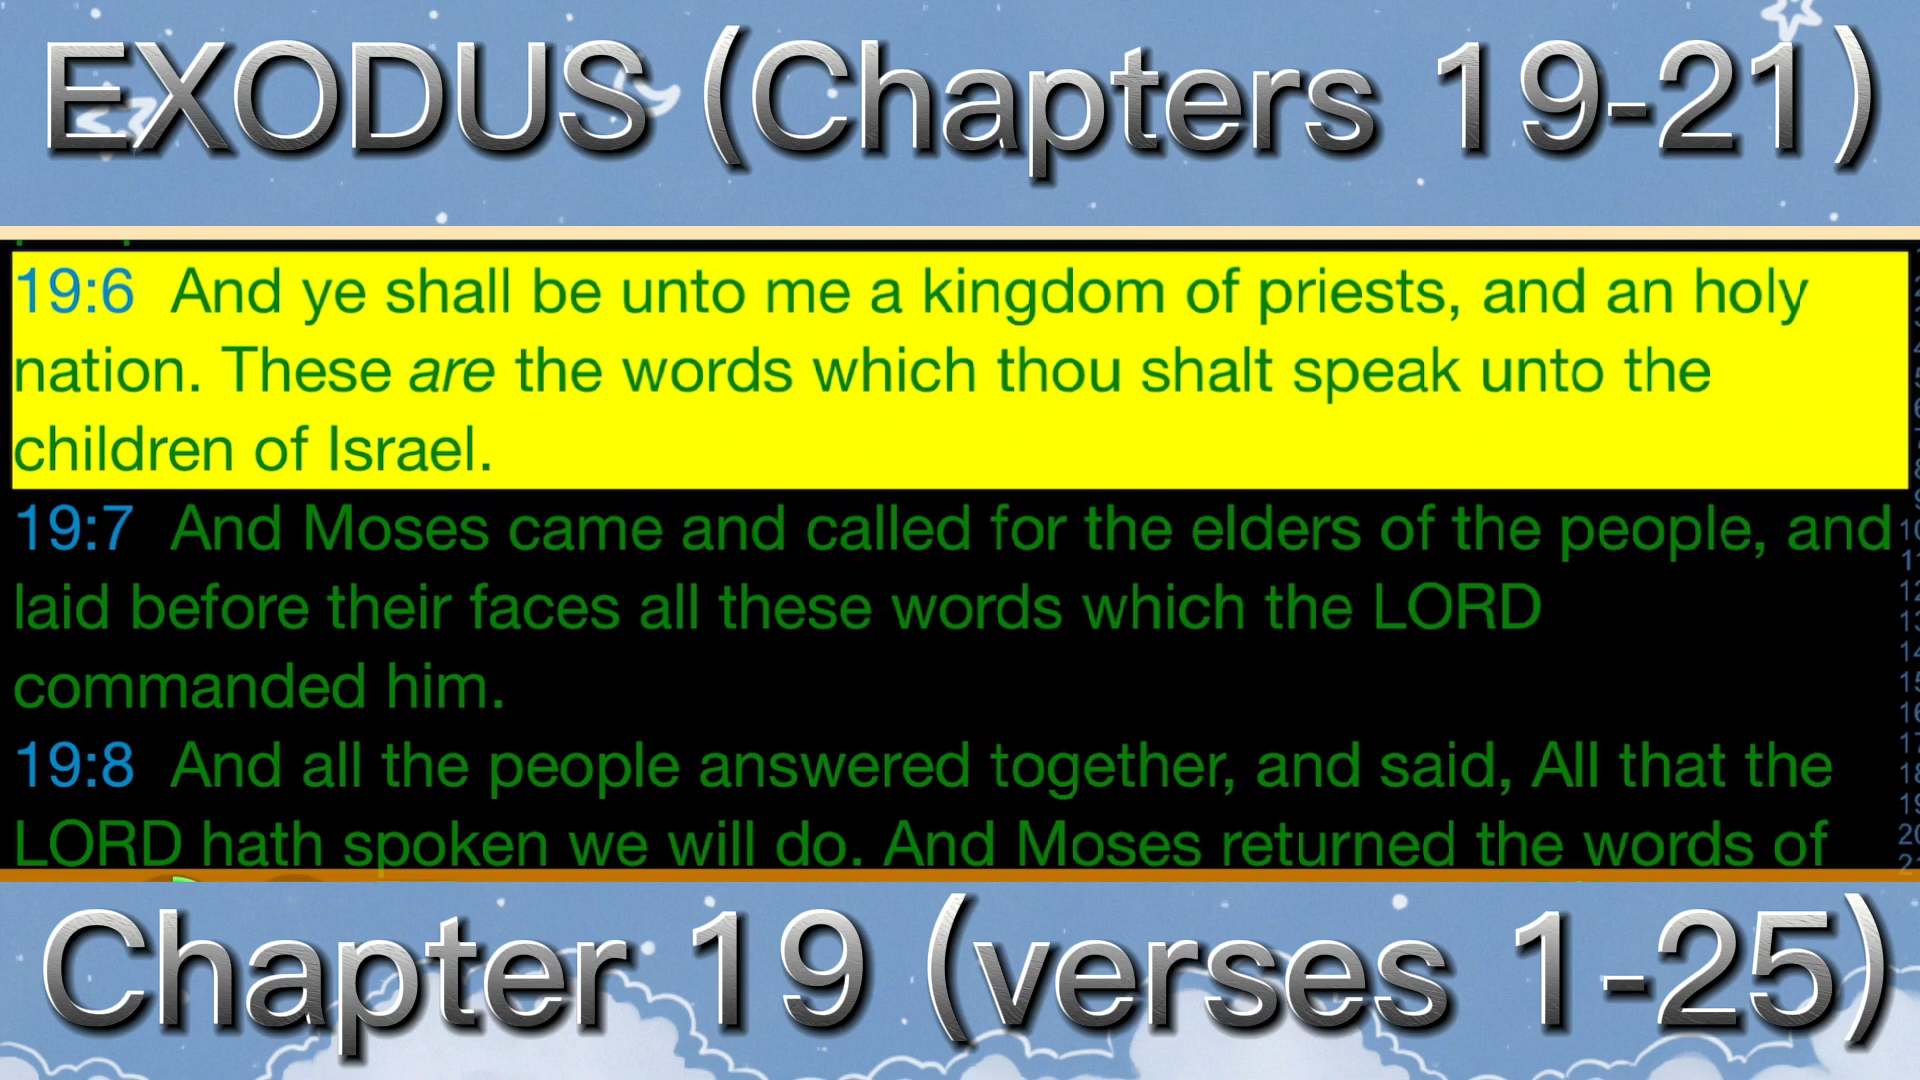 EXODUS (Chapters 19-21)
19:6 And ye shall be unto me a kingdom of priests, and an holy
nation. These are the words which thou shalt speak unto the
children of Israel.
19:7 And Moses came and called for the elders of the people, and
laid before their faces all these words which the LORD
commanded him.
19:8 And all the people answered together, and said, All that the
LORD hath spoken we will do. And Moses returned the words of
Chapter 19 (verses 1-25)